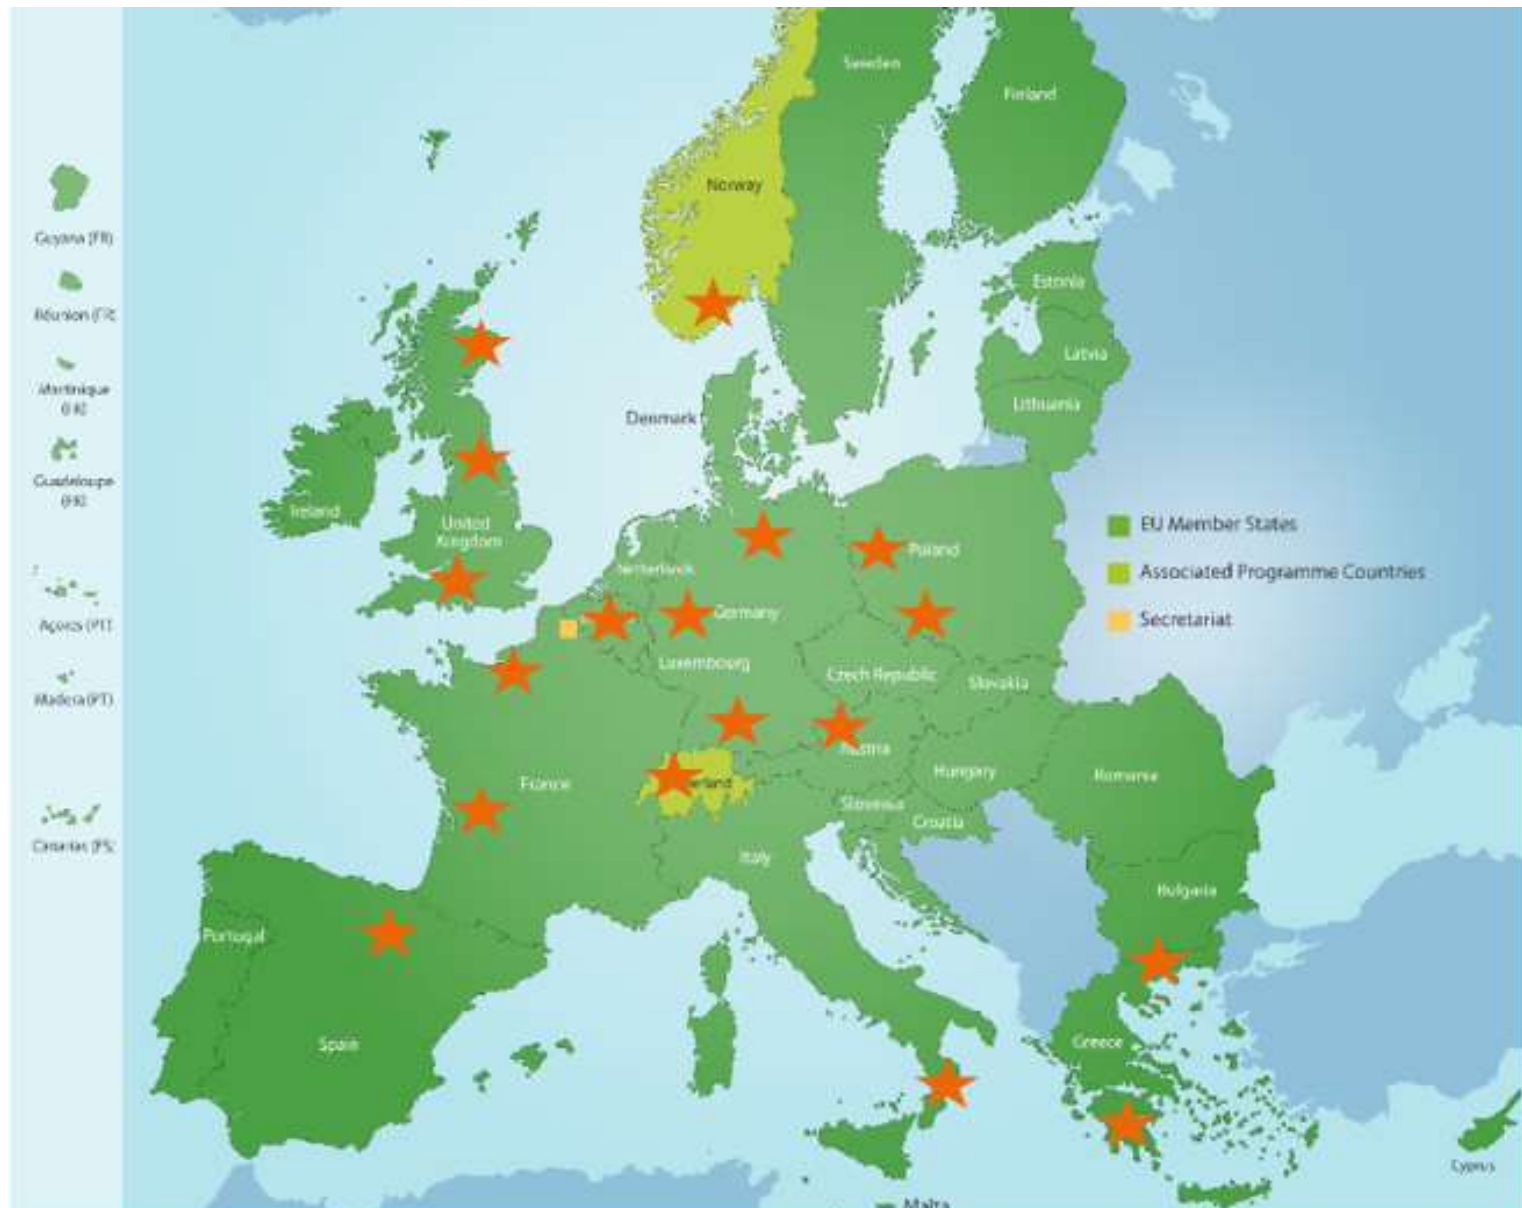 Sweden
Finland
Norway
Guyana (FR)
Estonia
Réunion (FR)
Latvia
Martinique
Lithuania
Denmark
Guadeloupe
Ireland
United
Kingdom
EU Member States
Poland
Netherlands
Associated Programme Countries
Germany
Secretariat
Açores (PT)
Luxembourg
Czech Republic
Slovakia
Madera (PT)
Austria
Hungary
Romania
France
erland
Slovenia
Croatia
Canarias (ES)
Italy
Bulgaria
Portugal
Spain
Greece
Cyprus
Malta